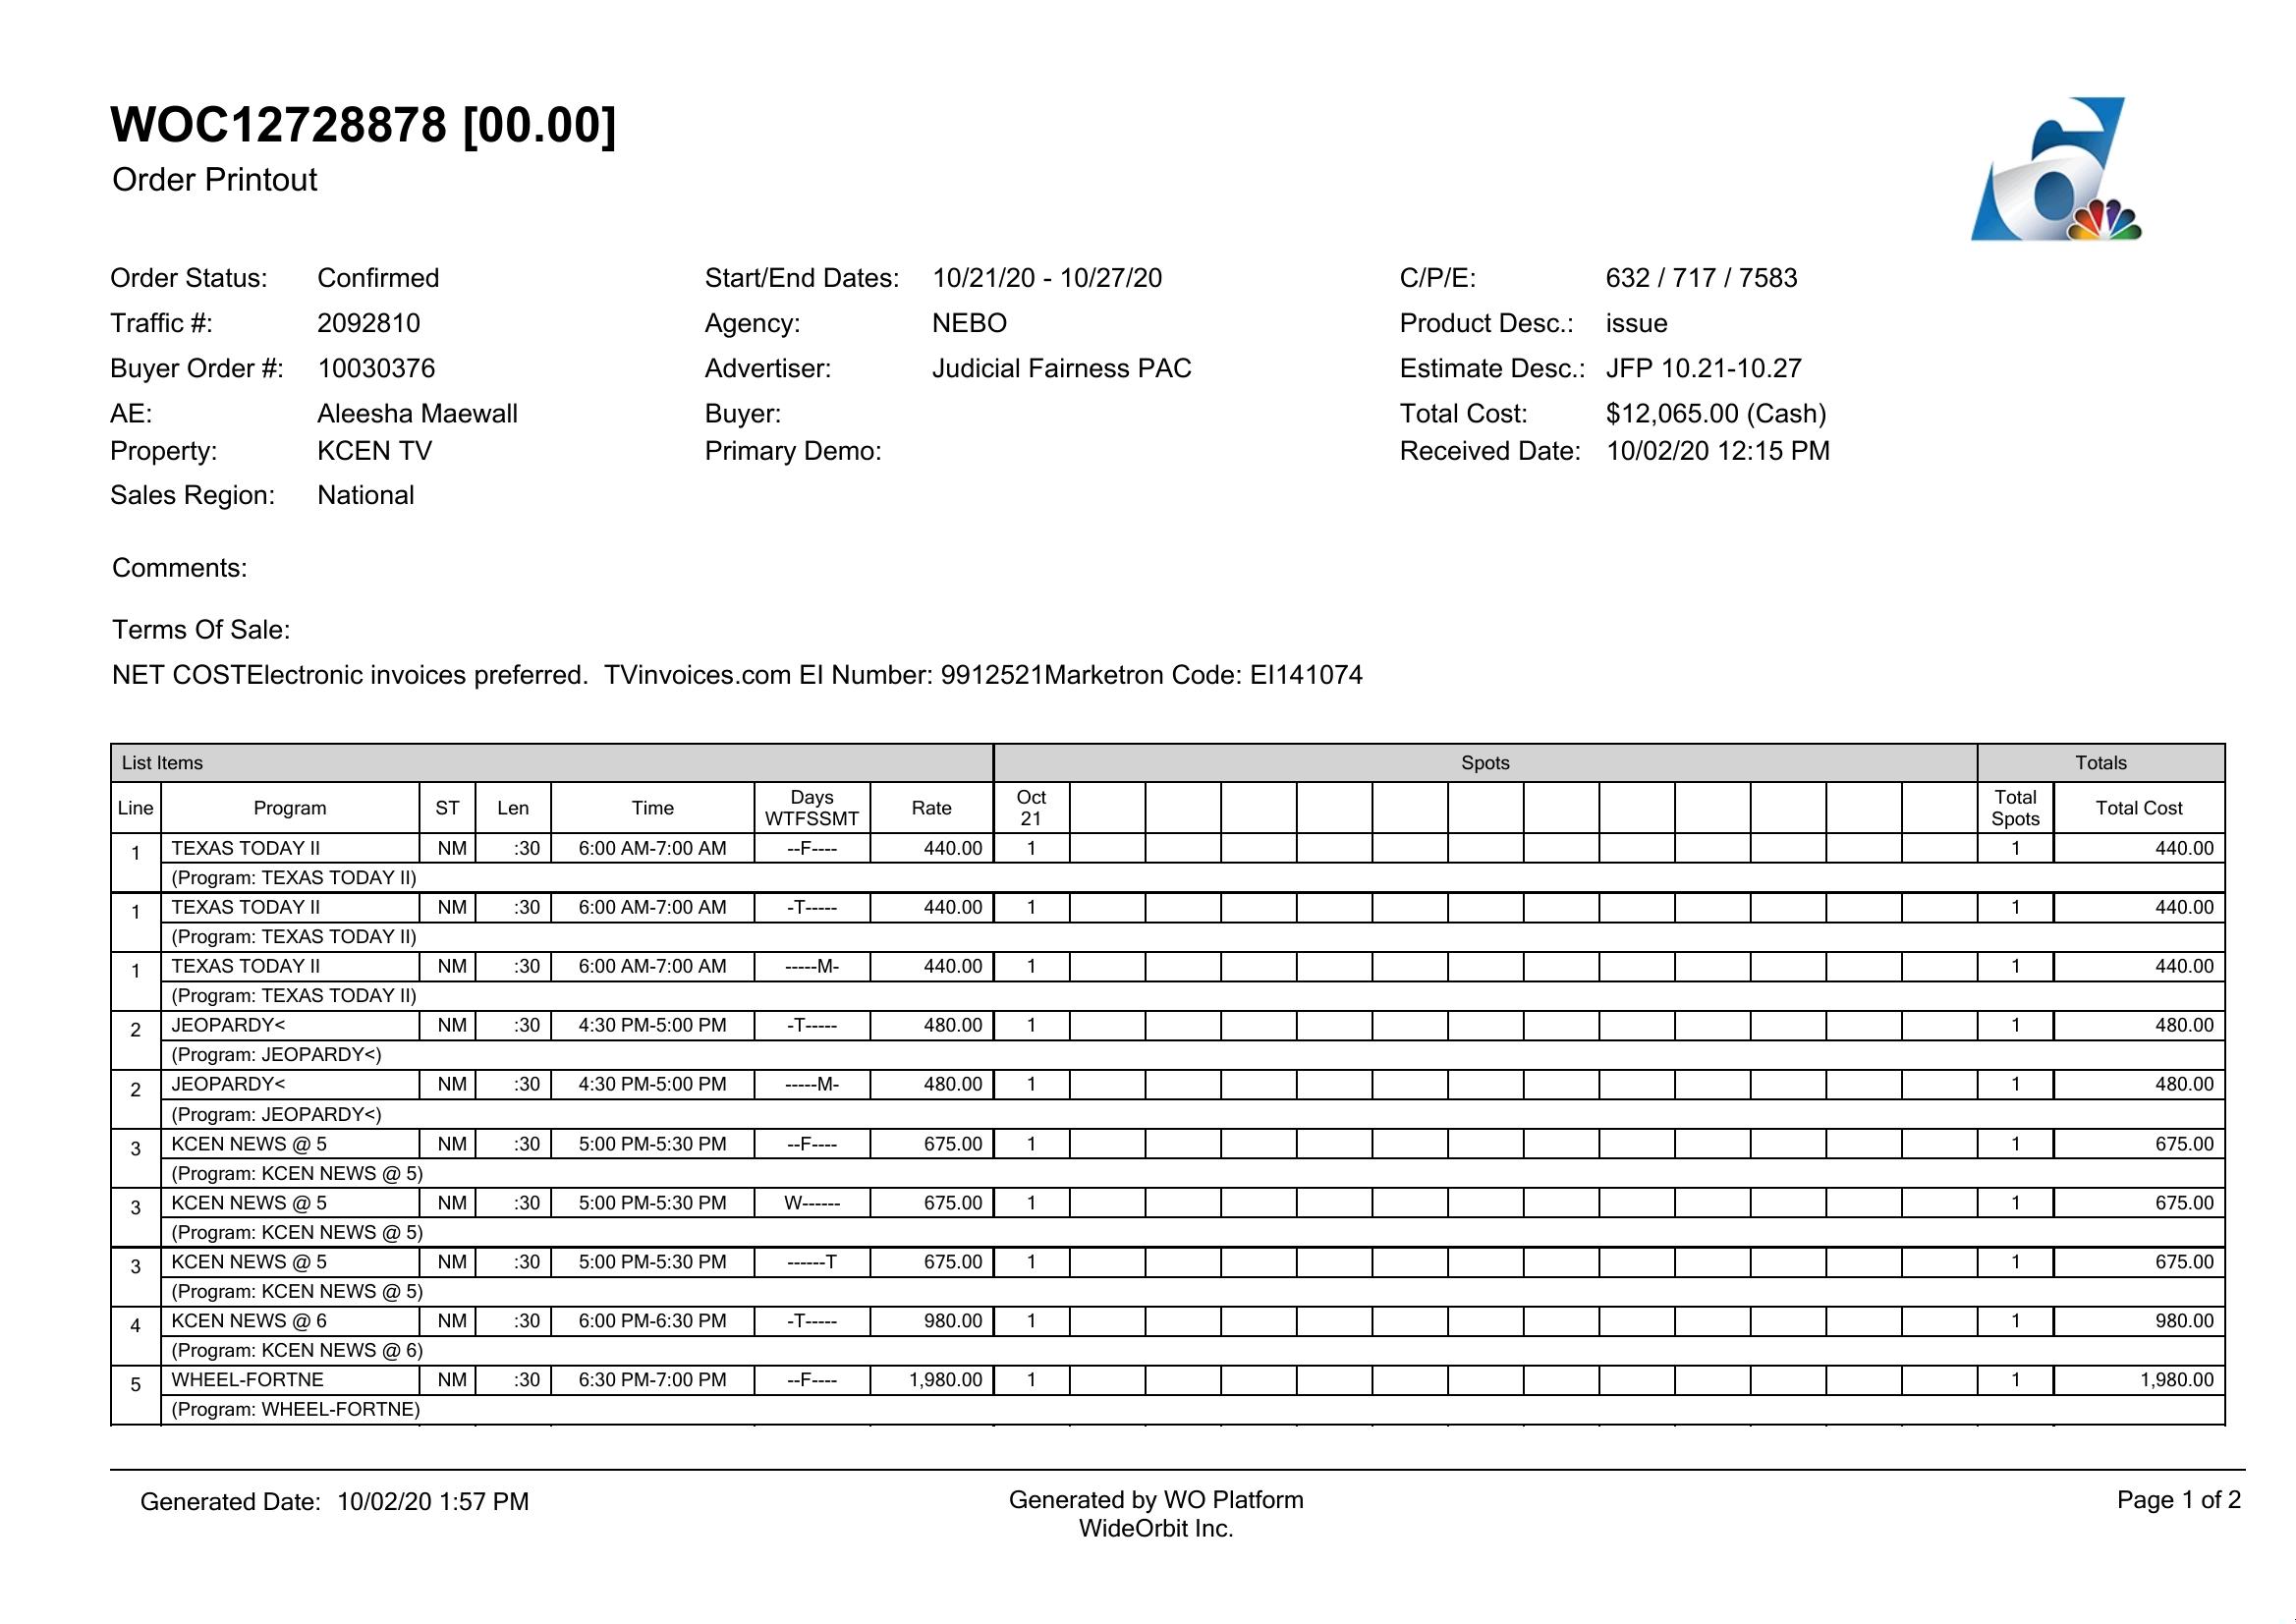 WOC12728878 [00.00]
Order Printout
Order Status: Confirmed Start/End Dates: 10/21/20 - 10/27/20 C/P/E: 632 / 717 / 7583
Traffic #: 2092810 Agency: NEBO Product Desc.: issue
Buyer Order #: 10030376 Advertiser: Judicial Fairness PAC Estimate Desc.: JFP 10.21-10.27
AE: Aleesha Maewall Buyer: Total Cost: $12,065.00 (Cash)
Property: KCEN TV Primary Demo: Received Date: 10/02/20 12:15 PM
Sales Region: National
Comments:
Terms Of Sale:
NET COSTElectronic invoices preferred. TVinvoices.com EI Number: 9912521Marketron Code: EI141074
List Items Spots Totals
Line Program ST Len Time Days WTFSSMT Rate Oct 21 Total Spots Total Cost
1 TEXAS TODAY II NM :30 6:00 AM-7:00 AM --F---- 440.00 1 1 440.00
(Program: TEXAS TODAY II)
1 TEXAS TODAY II NM :30 6:00 AM-7:00 AM -T----- 440.00 1 1 440.00
(Program: TEXAS TODAY II)
1 TEXAS TODAY II NM :30 6:00 AM-7:00 AM -----M- 440.00 1 1 440.00
(Program: TEXAS TODAY II)
2 JEOPARDY< NM :30 4:30 PM-5:00 PM -T----- 480.00 1 1 480.00
(Program: JEOPARDY<)
2 JEOPARDY< NM :30 4:30 PM-5:00 PM -----M- 480.00 1 1 480.00
(Program: JEOPARDY<)
3 KCEN NEWS @ 5 NM :30 5:00 PM-5:30 PM --F---- 675.00 1 1 675.00
(Program: KCEN NEWS @ 5)
3 KCEN NEWS @ 5 NM :30 5:00 PM-5:30 PM W------ 675.00 1 1 675.00
(Program: KCEN NEWS @ 5)
3 KCEN NEWS @ 5 NM :30 5:00 PM-5:30 PM ------T 675.00 1 1 675.00
(Program: KCEN NEWS @ 5)
4 KCEN NEWS @ 6 NM :30 6:00 PM-6:30 PM -T----- 980.00 1 1 980.00
(Program: KCEN NEWS @ 6)
5 WHEEL-FORTNE NM :30 6:30 PM-7:00 PM --F---- 1,980.00 1 1 1,980.00
(Program: WHEEL-FORTNE)
Generated Date: 10/02/20 1:57 PM Generated by WO Platform Page 1 of 2
WideOrbit Inc.